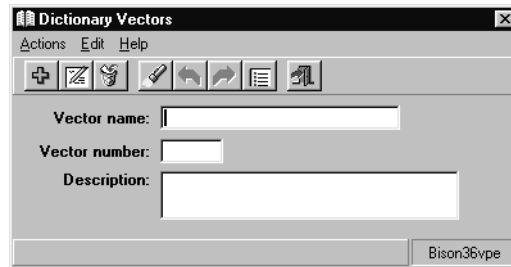 Dictionary Vectors
Actions Edit Help
Vector name:
Vector number:
Description:
Bison36vpe